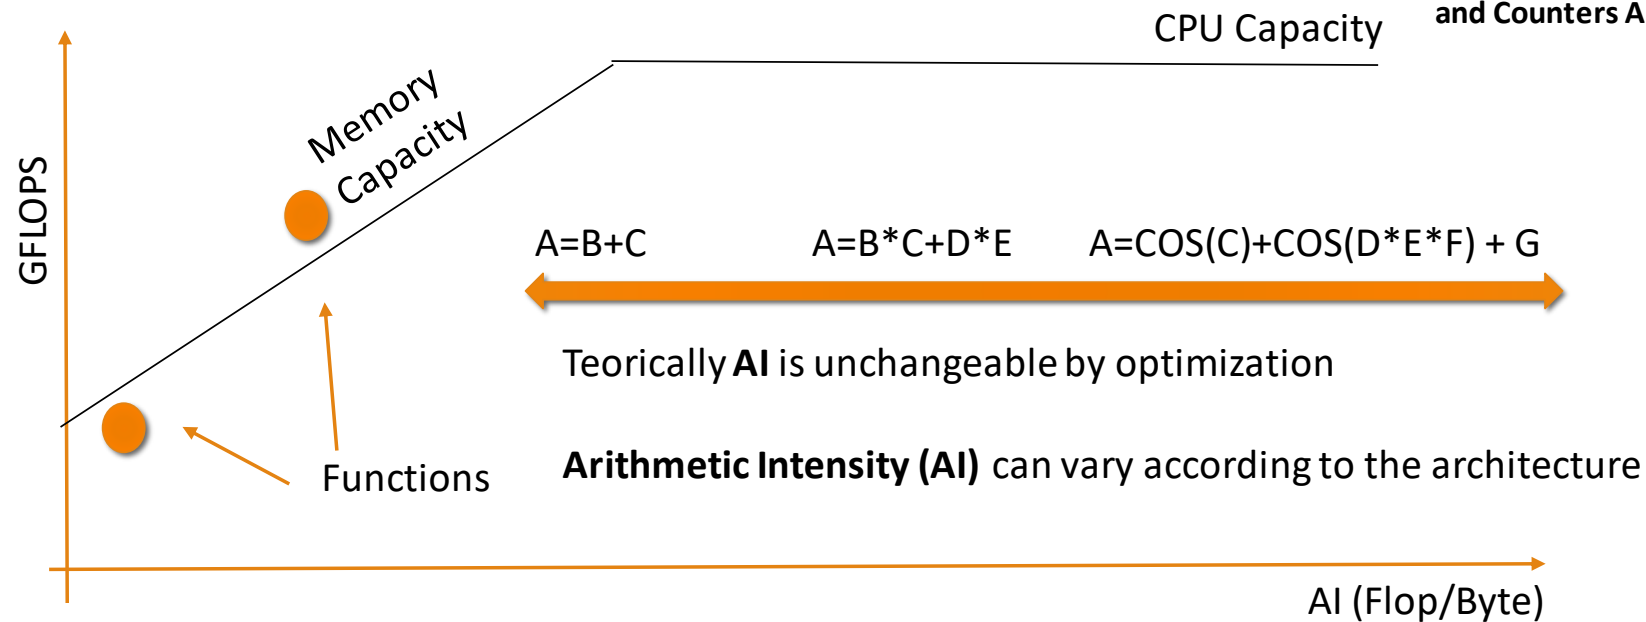 CPU Capacity
and Counters A
Memory
Capacity
GFLOPS
A=B+C
A=B*C+D*E
A=COS(C)+COS(D*E*F) + G
Teorically AI is unchangeable by optimization
Functions
Arithmetic Intensity (AI) can vary according to the architecture
AI (Flop/Byte)